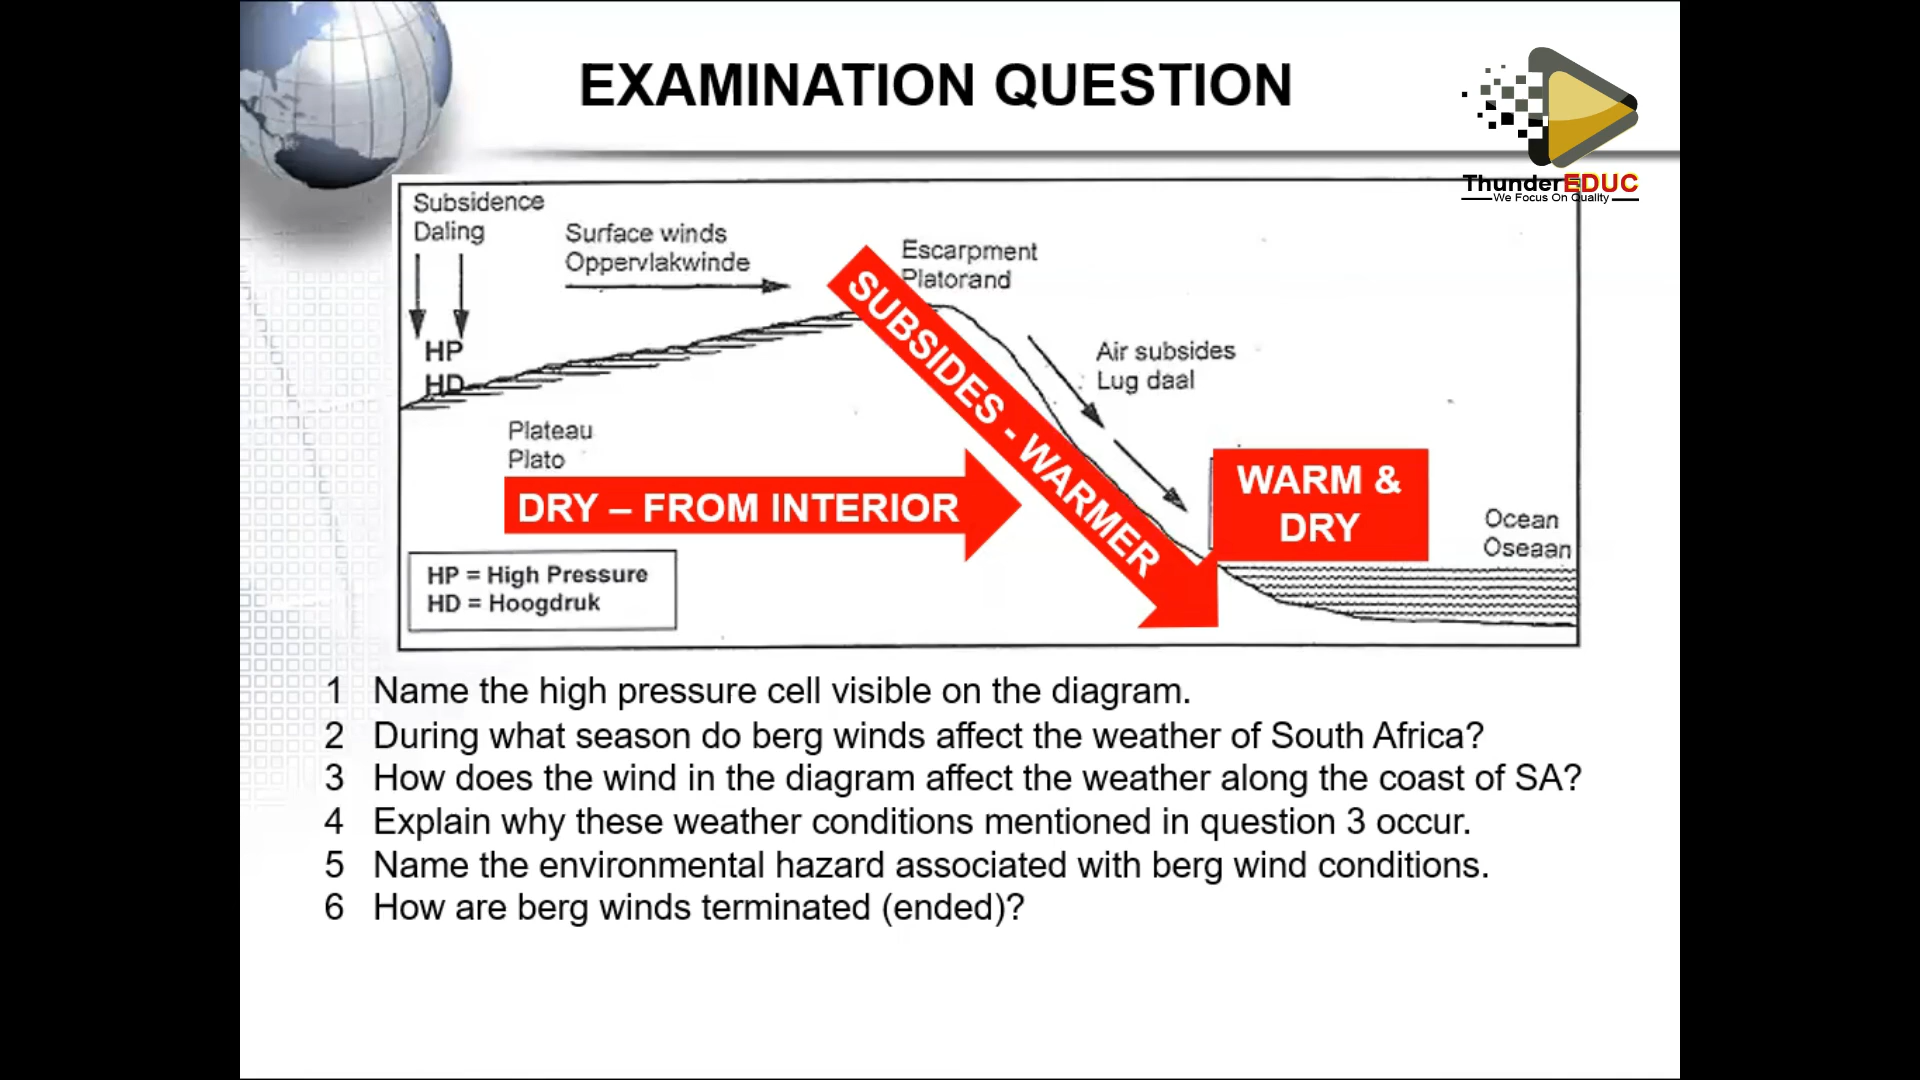 EXAMINATION QUESTION
ThunderEDUC
We Focus On Quality
Subsidence
Daling
Surface winds
Oppervlakwinde
Escarpment
Platorand
HP
HD
SUBSIDES - WARMER
Air subsides
Lug daal
Plateau
Plato
DRY – FROM INTERIOR
WARM &
DRY
Ocean
Oseaan
HP = High Pressure
HD = Hoogdruk
1 Name the high pressure cell visible on the diagram.
2 During what season do berg winds affect the weather of South Africa?
3 How does the wind in the diagram affect the weather along the coast of SA?
4 Explain why these weather conditions mentioned in question 3 occur.
5 Name the environmental hazard associated with berg wind conditions.
6 How are berg winds terminated (ended)?